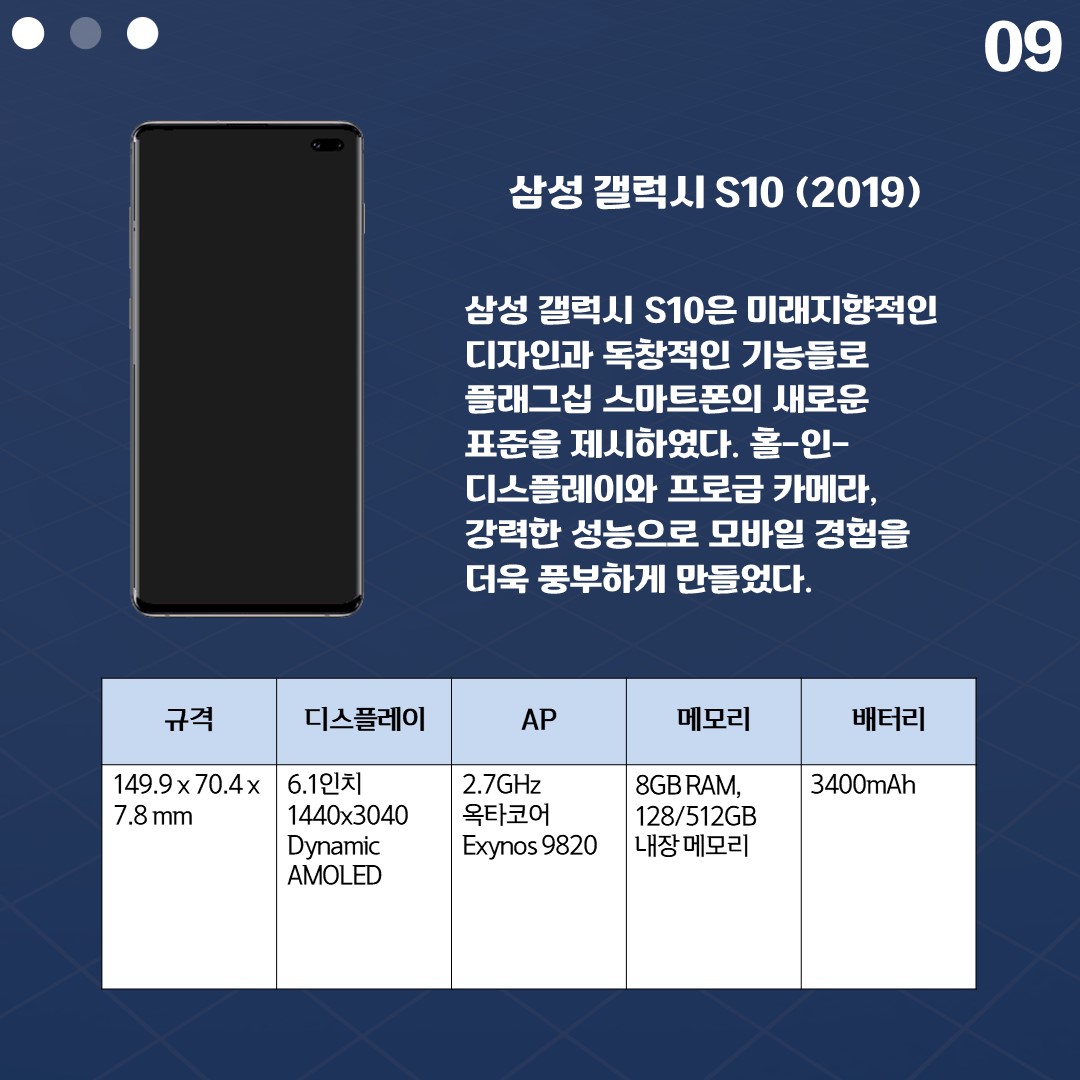 09
삼성 갤럭시 S10 (2019)
삼성 갤럭시 S10은 미래지향적인
디자인과 독창적인 기능들로
플래그십 스마트폰의 새로운
표준을 제시하였다. 홀-인-
디스플레이와 프로급 카메라,
강력한 성능으로 모바일 경험을
더욱 풍부하게 만들었다.
규격
디스플레이
AP
메모리
배터리
149.9 x 70.4 x
7.8 mm
6.1인치
1440x3040
Dynamic
AMOLED
2.7GHz
옥타코어
Exynos 9820
8GB RAM,
128/512GB
내장 메모리
3400mAh